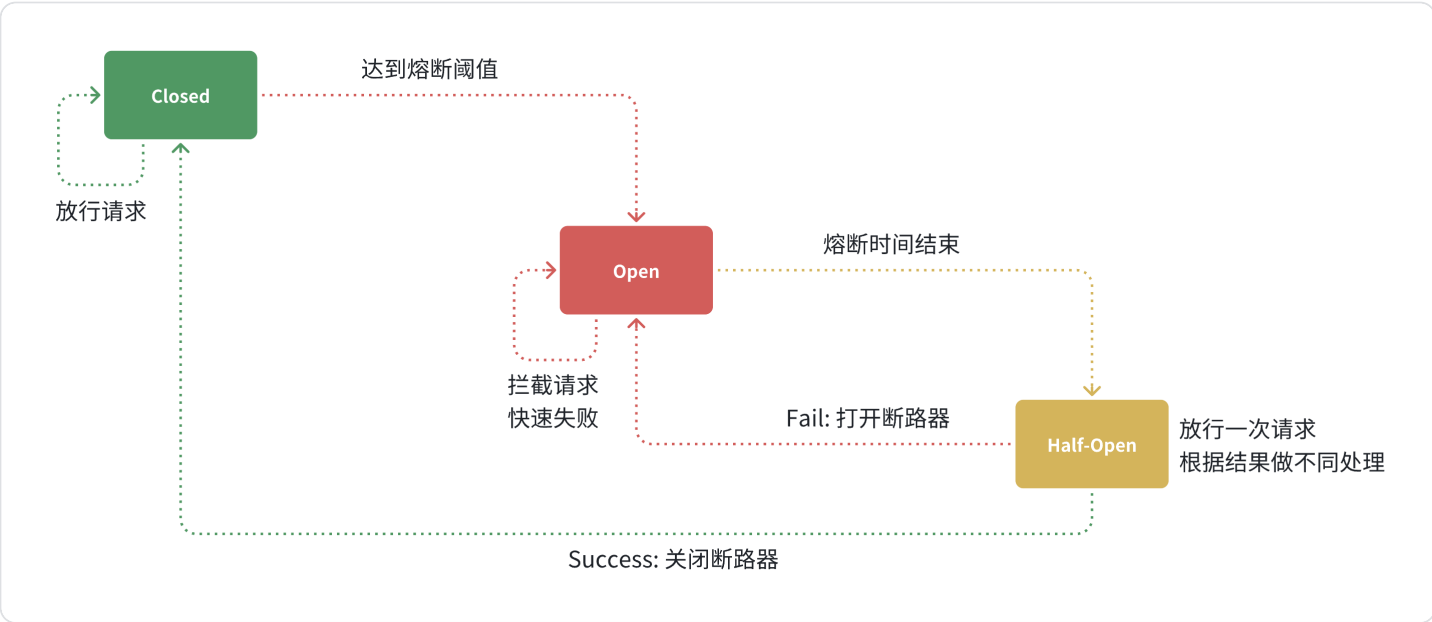 达到熔断阈值
Closed
放行请求
熔断时间结束
Open
拦截请求
快速失败
Fail: 打开断路器
Half-Open
放行一次请求
根据结果做不同处理
Success: 关闭断路器